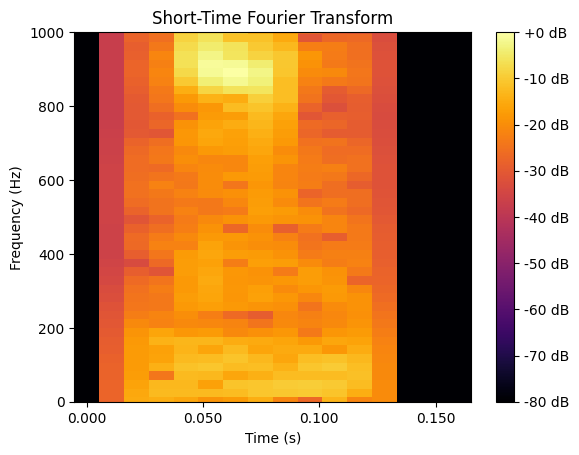 Short-Time Fourier Transform
Frequency (Hz)
1000
800
600
400
200
0
0.000
0.050
0.100
0.150
Time (s)
+0 dB
-10 dB
-20 dB
-30 dB
-40 dB
-50 dB
-60 dB
-70 dB
-80 dB